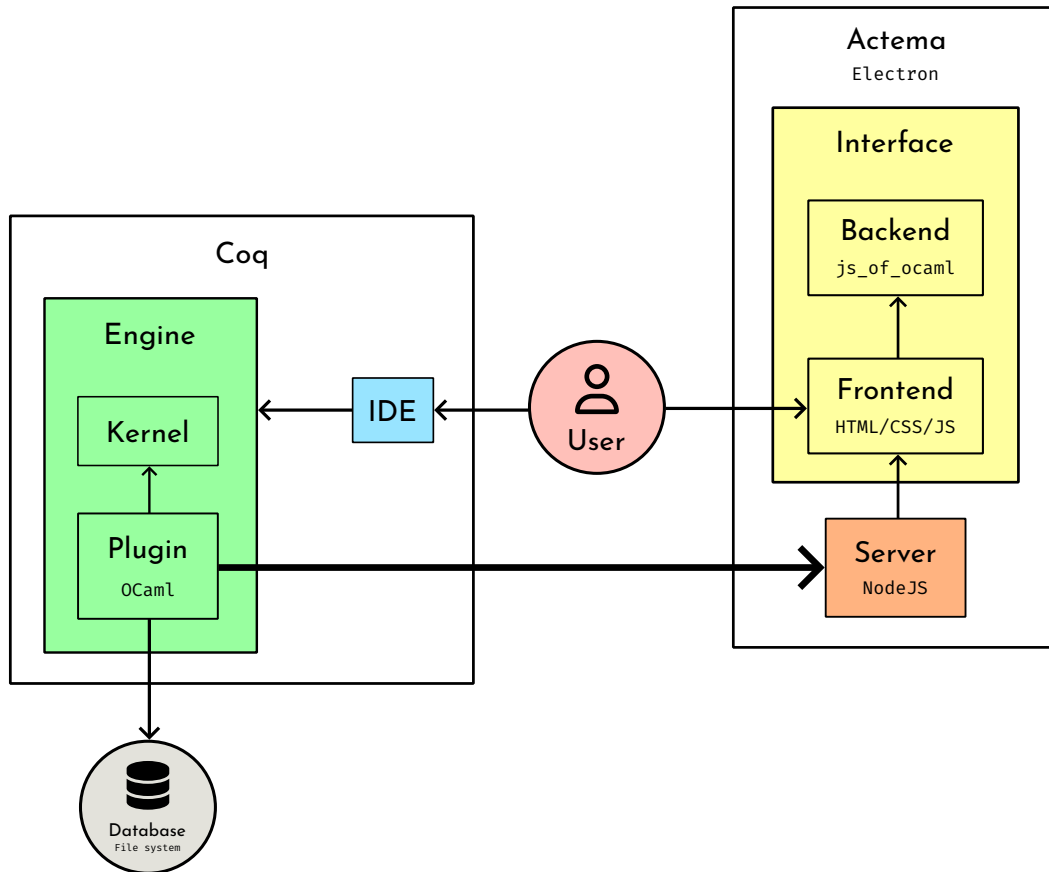 Actema
Electron
Interface
Backend
js_of_ocaml
Frontend
HTML/CSS/JS
Server
NodeJS
Coq
Engine
Kernel
Plugin
OCaml
IDE
User
Database
File system